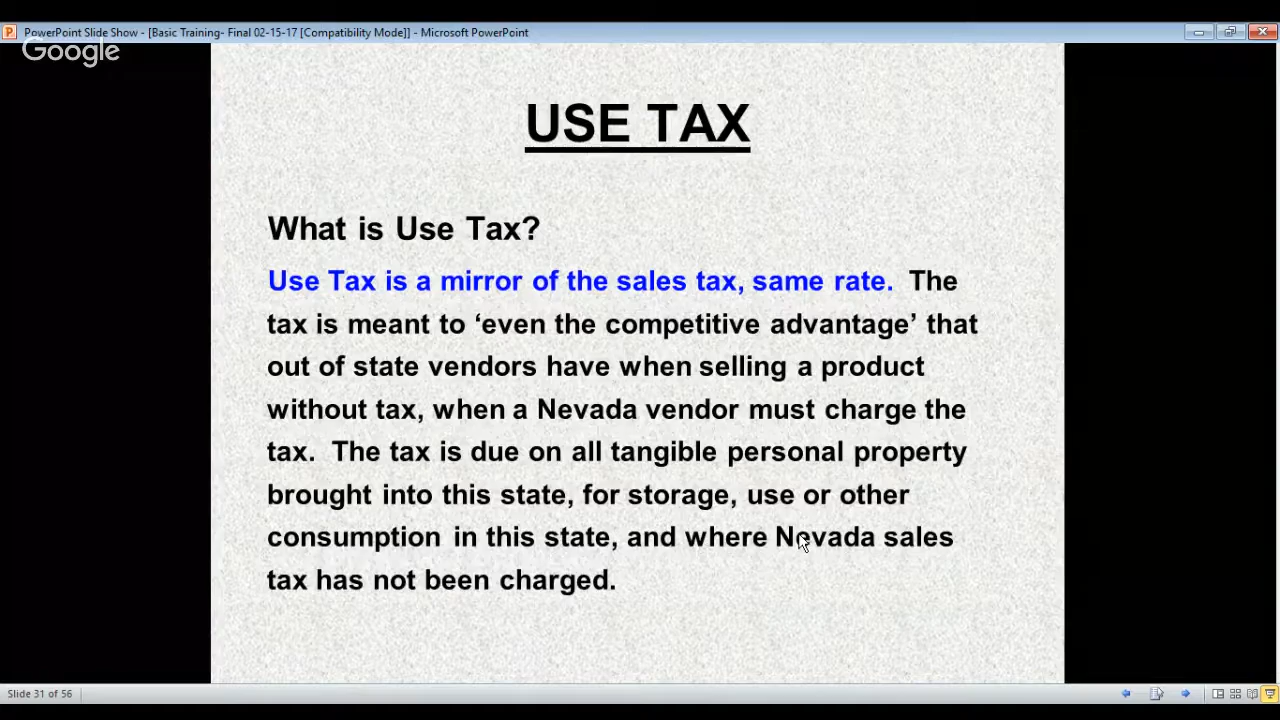 PowerPoint Slide Show - [Basic Training- Final 02-15-17 [Compatibility Mode]] - Microsoft PowerPoint
Google
USE TAX
What is Use Tax?
Use Tax is a mirror of the sales tax, same rate. The
tax is meant to ‘even the competitive advantage’ that
out of state vendors have when selling a product
without tax, when a Nevada vendor must charge the
tax. The tax is due on all tangible personal property
brought into this state, for storage, use or other
consumption in this state, and where Nevada sales
tax has not been charged.
Slide 31 of 56